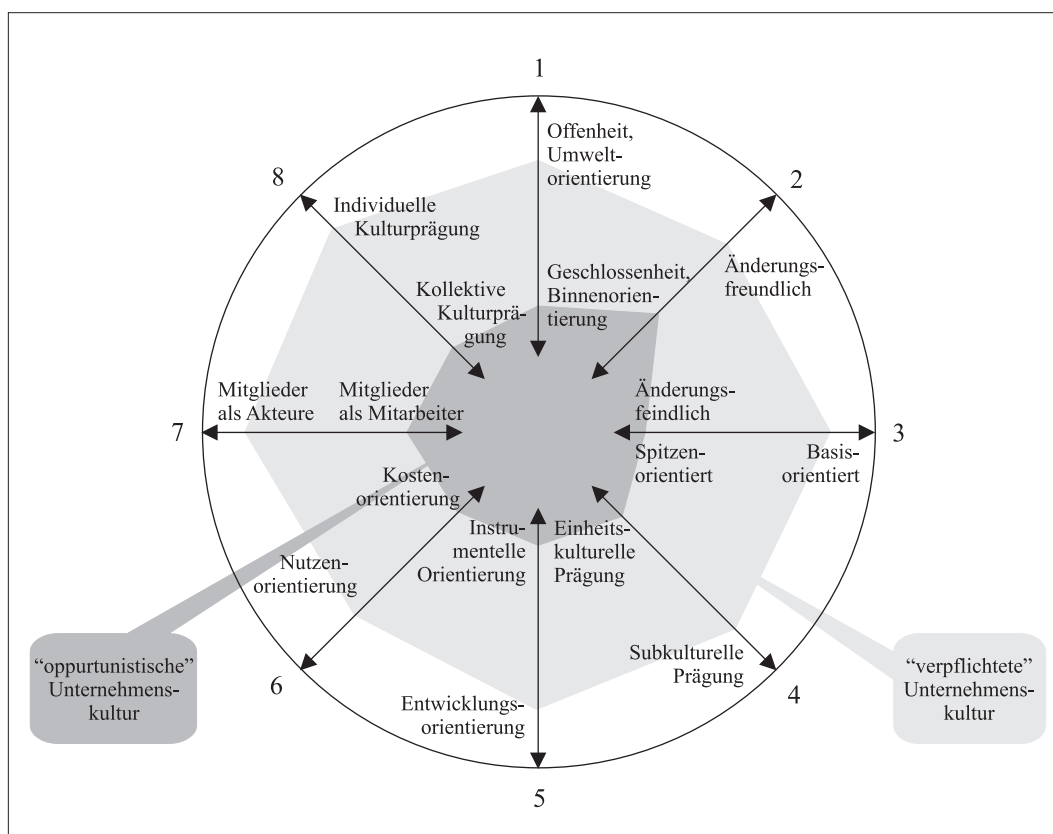 1
Offenheit,
Umwelt-
orientierung
8
2
Individuelle
Kulturprägung
Änderungs-
freundlich
Geschlossenheit,
Binnenorien-
tierung
Kollektive
Kulturprä-
gung
Mitglieder
als Akteure
Mitglieder
als Mitarbeiter
Änderungs-
feindlich
7
3
Spitzen-
orientiert
Basis-
orientiert
Kosten-
orientierung
Instru-
mentelle
Orientierung
Einheits-
kulturelle
Prägung
Nutzen-
orientierung
“oppurtunistische”
Unternehmens-
kultur
Subkulturelle
Prägung
“verpflichtete”
Unternehmens-
kultur
6
4
Entwicklungs-
orientierung
5